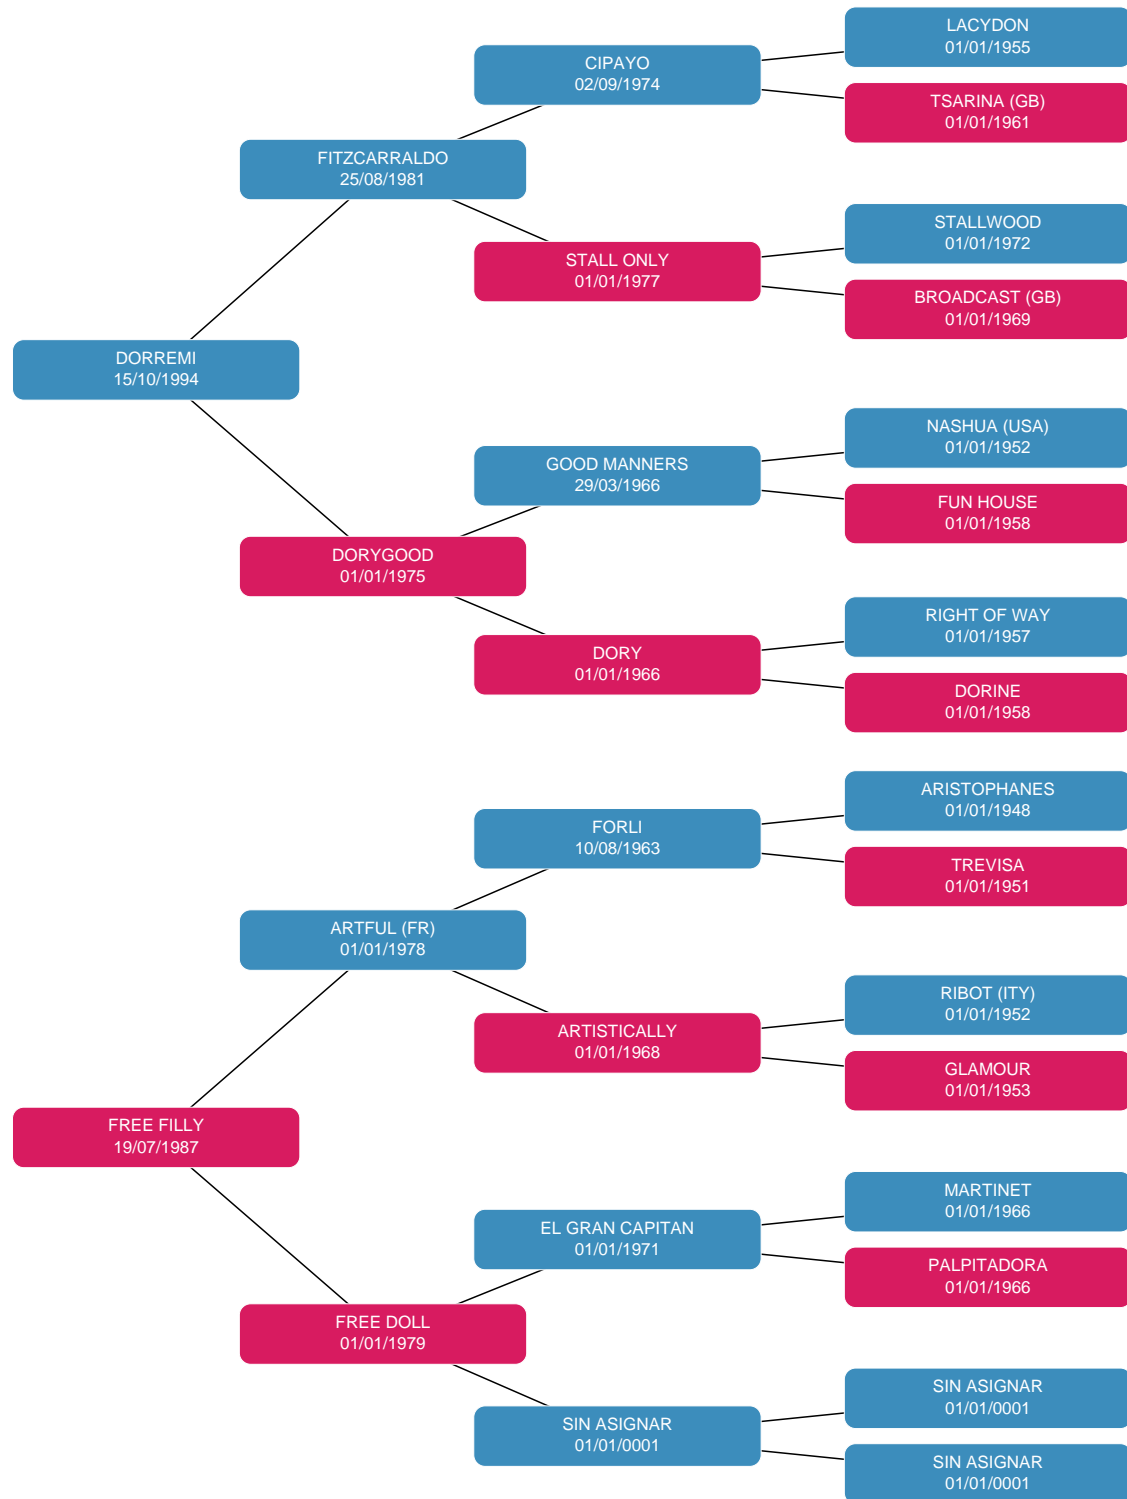 LACYDON
01/01/1955
CIPAYO
02/09/1974
TSARINA (GB)
01/01/1961
FITZCARRALDO
25/08/1981
STALLWOOD
01/01/1972
STALL ONLY
01/01/1977
BROADCAST (GB)
01/01/1969
DORREMI
15/10/1994
NASHUA (USA)
01/01/1952
GOOD MANNERS
29/03/1966
FUN HOUSE
01/01/1958
DORYGOOD
01/01/1975
RIGHT OF WAY
01/01/1957
DORY
01/01/1966
DORINE
01/01/1958
ARISTOPHANES
01/01/1948
FORLI
10/08/1963
TREVISA
01/01/1951
ARTFUL (FR)
01/01/1978
RIBOT (ITY)
01/01/1952
ARTISTICALLY
01/01/1968
GLAMOUR
01/01/1953
FREE FILLY
19/07/1987
MARTINET
01/01/1966
EL GRAN CAPITAN
01/01/1971
PALPITADORA
01/01/1966
FREE DOLL
01/01/1979
SIN ASIGNAR
01/01/0001
SIN ASIGNAR
01/01/0001
SIN ASIGNAR
01/01/0001